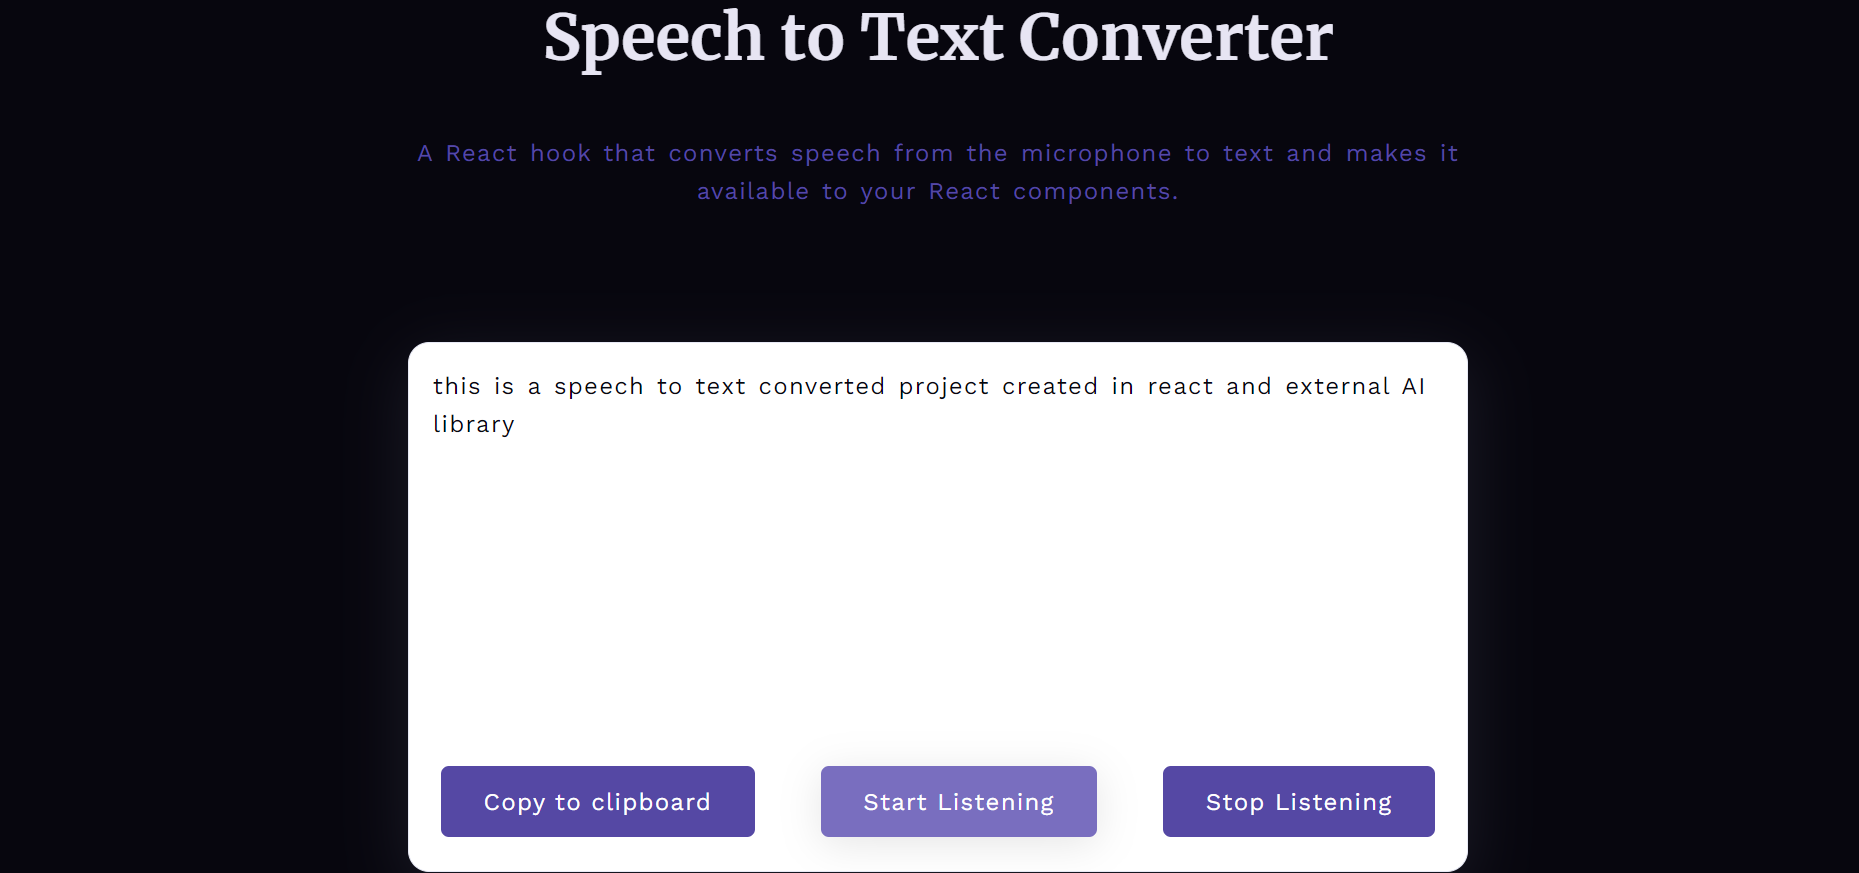 Speech to Text Converter
A React hook that converts speech from the microphone to text and makes it
available to your React components.
this is a speech to text converted project created in react and external AI
library
Copy to clipboard
Start Listening
Stop Listening